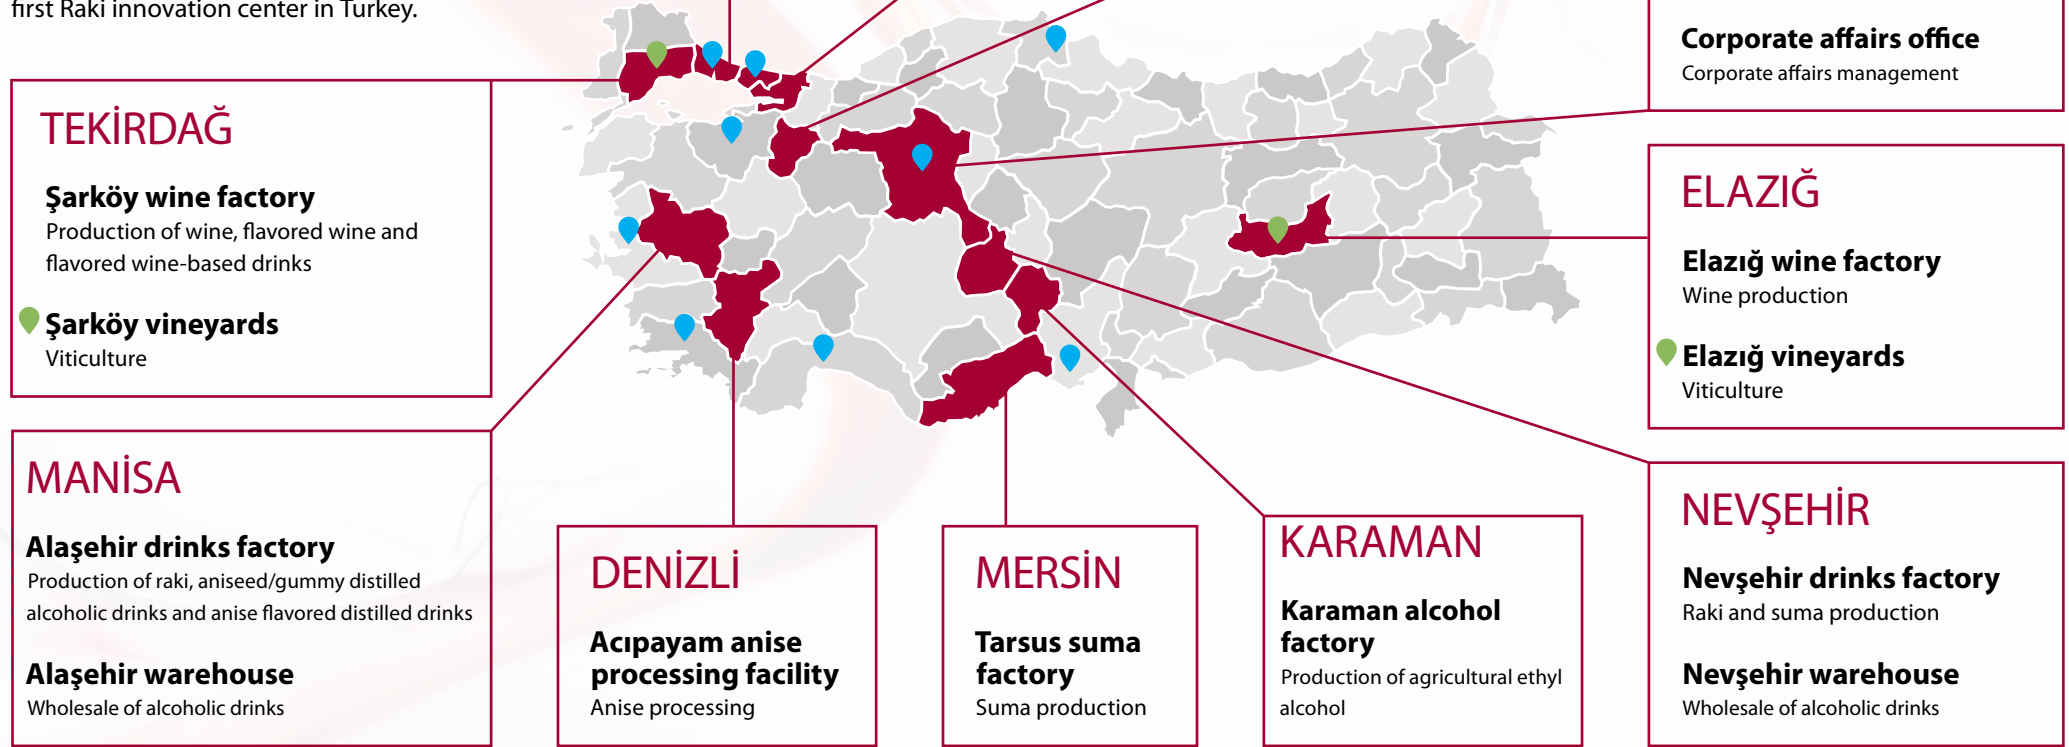 first Raki innovation center in Turkey.
Corporate affairs office
Corporate affairs management
TEKİRDAĞ
Şarköy wine factory
Production of wine, flavored wine and
flavored wine-based drinks
Şarköy vineyards
Viticulture
ELAZIĞ
Elazığ wine factory
Wine production
Elazığ vineyards
Viticulture
MANİSA
Alaşehir drinks factory
Production of raki, aniseed/gummy distilled
alcoholic drinks and anise flavored distilled drinks
Alaşehir warehouse
Wholesale of alcoholic drinks
DENİZLİ
Acıpayam anise
processing facility
Anise processing
MERSİN
Tarsus suma
factory
Suma production
KARAMAN
Karaman alcohol
factory
Production of agricultural ethyl
alcohol
NEVŞEHİR
Nevşehir drinks factory
Raki and suma production
Nevşehir warehouse
Wholesale of alcoholic drinks